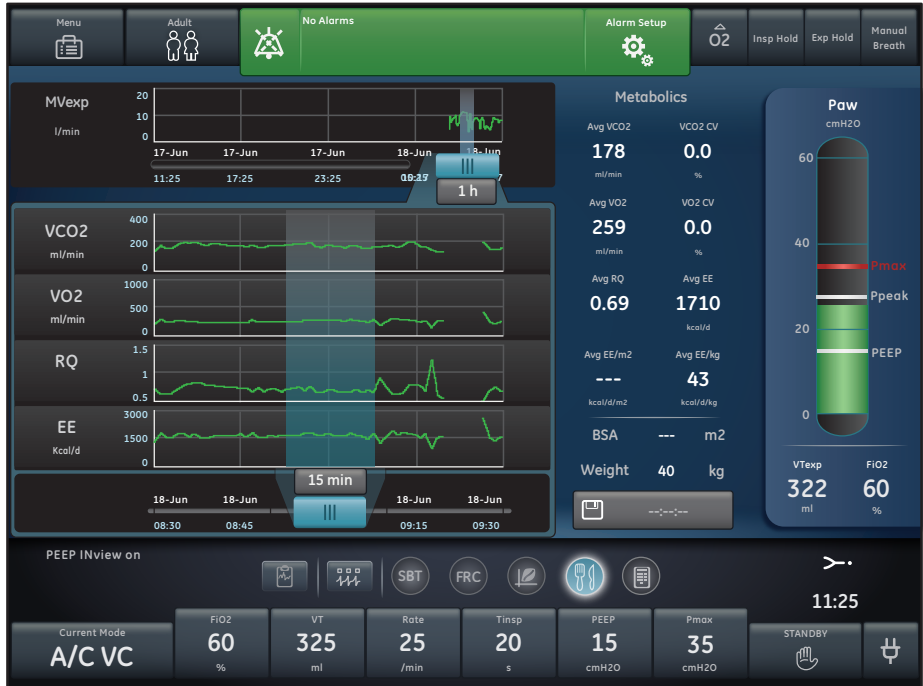 Menu
Adult
No Alarms
Alarm Setup
O2
Insp Hold
Exp Hold
Manual
Breath
MVexp
l/min
20
10
0
17-Jun 17-Jun 17-Jun 18-Jun 18-Jun
11:25 17:25 23:25
1 h
VCO2
ml/min
400
200
0
VO2
ml/min
1000
500
0
RQ
1.5
1
0.5
EE
Kcal/d
3000
1500
0
15 min
18-Jun 18-Jun 18-Jun 18-Jun
08:30 08:45 09:15 09:30
Metabolics
Avg VCO2 VCO2 CV
178 0.0
ml/min %
Avg VO2 VO2 CV
259 0.0
ml/min %
Avg RQ Avg EE
0.69 1710
kcal/d
Avg EE/m2 Avg EE/kg
--- 43
kcal/d/m2 kcal/d/kg
BSA --- m2
Weight 40 kg
--:--:--
Paw
cmH2O
60
40
Pmax
Ppeak
20
PEEP
0
VTexp FiO2
322 60
ml %
PEEP INview on
SBT
FRC
11:25
Current Mode
A/C VC
FiO2
60
%
VT
325
ml
Rate
25
/min
Tinsp
20
s
PEEP
15
cmH2O
Pmax
35
cmH2O
STANDBY